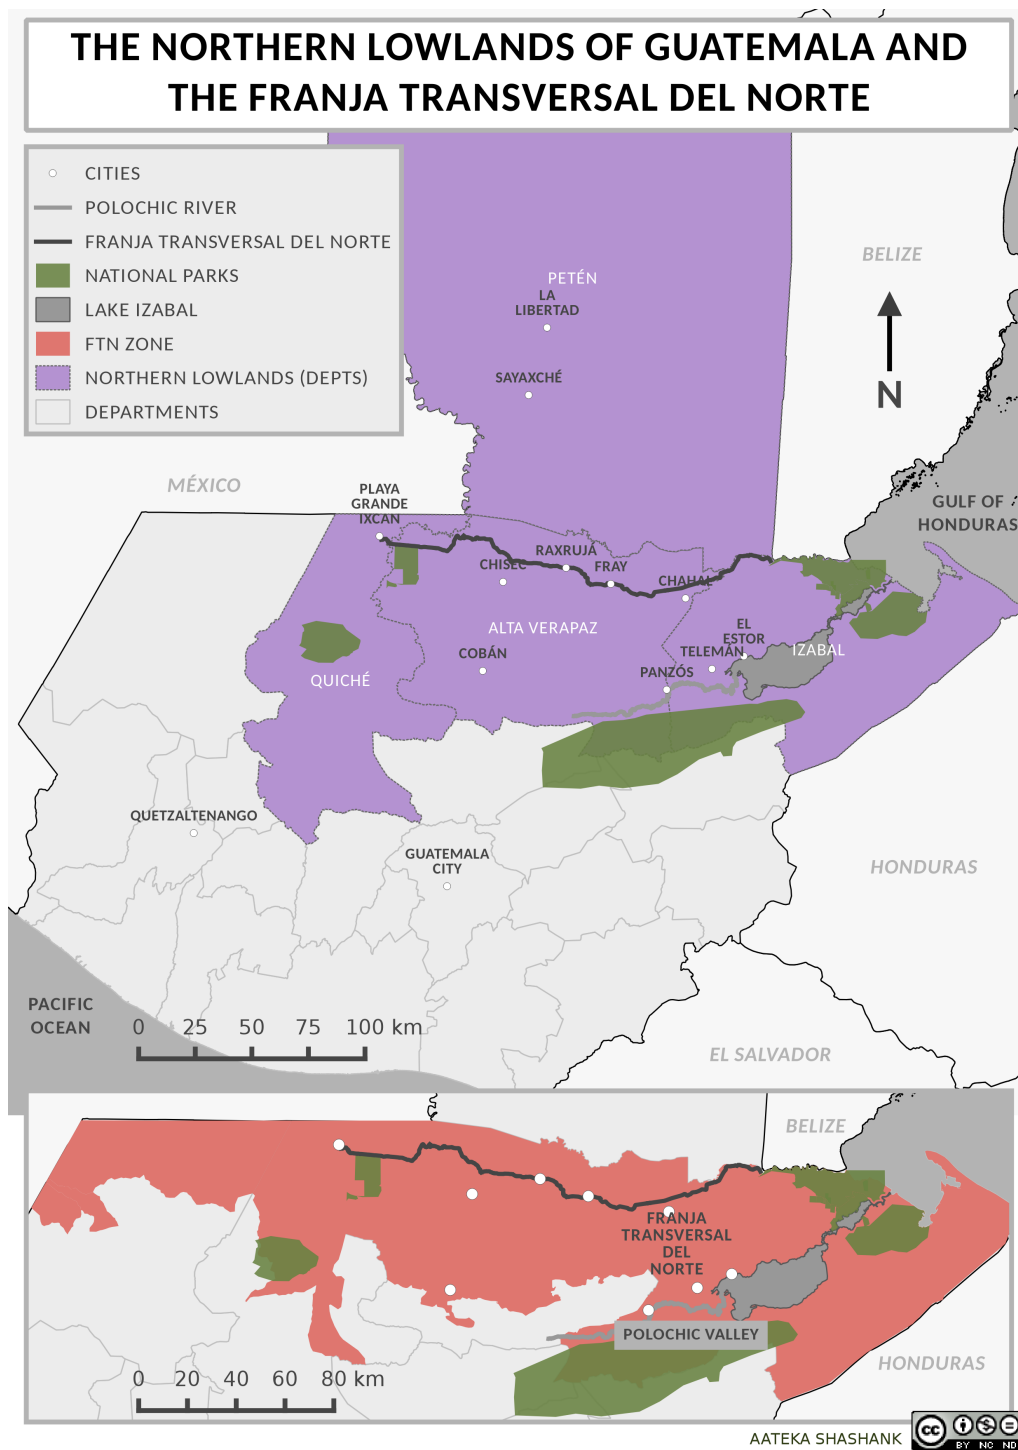 THE NORTHERN LOWLANDS OF GUATEMALA AND
THE FRANJA TRANSVERSAL DEL NORTE
CITIES
POLOCHIC RIVER
FRANJA TRANSVERSAL DEL NORTE
NATIONAL PARKS
LAKE IZABAL
FTN ZONE
NORTHERN LOWLANDS (DEPTS)
DEPARTMENTS
BELIZE
PETÉN
LA
LIBERTAD
SAYAXCHÉ
N
MÉXICO
PLAYA
GRANDE
IXCAN
GULF OF
HONDURAS
RAXRUJÁ
CHISEC
FRAY
CHAHAL
ALTA VERAPAZ
EL
ESTOR
TELEMÁN
IZABAL
COBÁN
PANZÓS
QUICHÉ
QUETZALTENANGO
GUATEMALA
CITY
HONDURAS
PACIFIC
OCEAN
0 25 50 75 100 km
EL SALVADOR
BELIZE
FRANJA
TRANSVERSAL
DEL
NORTE
POLOCHIC VALLEY
HONDURAS
0 20 40 60 80 km
AATEKA SHASHANK
cc
BY NC ND